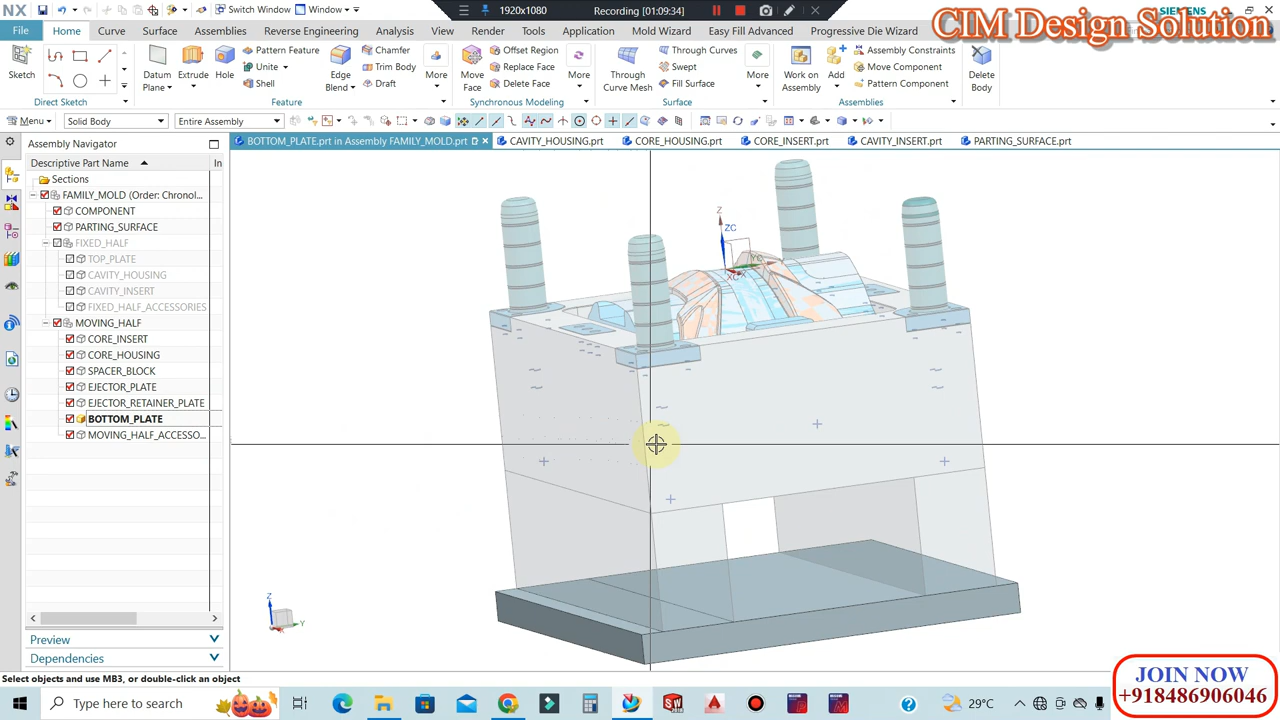 NX
Switch Window
Window
1920x1080
Recording [01:09:34]
SIEMENS
CIM Design Solution
File
Home
Curve
Surface
Assemblies
Reverse Engineering
Analysis
View
Render
Tools
Application
Mold Wizard
Easy Fill Advanced
Progressive Die Wizard
Sketch
Direct Sketch
Datum Plane
Extrude
Hole
Pattern Feature
Unite
Shell
Edge Blend
Chamfer
Trim Body
Draft
More
Feature
Move Face
Offset Region
Replace Face
Delete Face
More
Synchronous Modeling
Through Curve Mesh
Through Curves
Swept
Fill Surface
More
Surface
Work on Assembly
Add
Assembly Constraints
Move Component
Pattern Component
Assemblies
Delete Body
Menu
Solid Body
Entire Assembly
Assembly Navigator
BOTTOM_PLATE.prt in Assembly FAMILY_MOLD.prt
CAVITY_HOUSING.prt
CORE_HOUSING.prt
CORE_INSERT.prt
CAVITY_INSERT.prt
PARTING_SURFACE.prt
Descriptive Part Name
In
Sections
FAMILY_MOLD (Order: Chronol...
COMPONENT
PARTING_SURFACE
FIXED_HALF
TOP_PLATE
CAVITY_HOUSING
CAVITY_INSERT
FIXED_HALF_ACCESSORIES
MOVING_HALF
CORE_INSERT
CORE_HOUSING
SPACER_BLOCK
EJECTOR_PLATE
EJECTOR_RETAINER_PLATE
BOTTOM_PLATE
MOVING_HALF_ACCESSO...
Z
ZC
YC
XC
Z
Y
Preview
Dependencies
Select objects and use MB3, or double-click an object
JOIN NOW
+918486906046
Type here to search
29°C